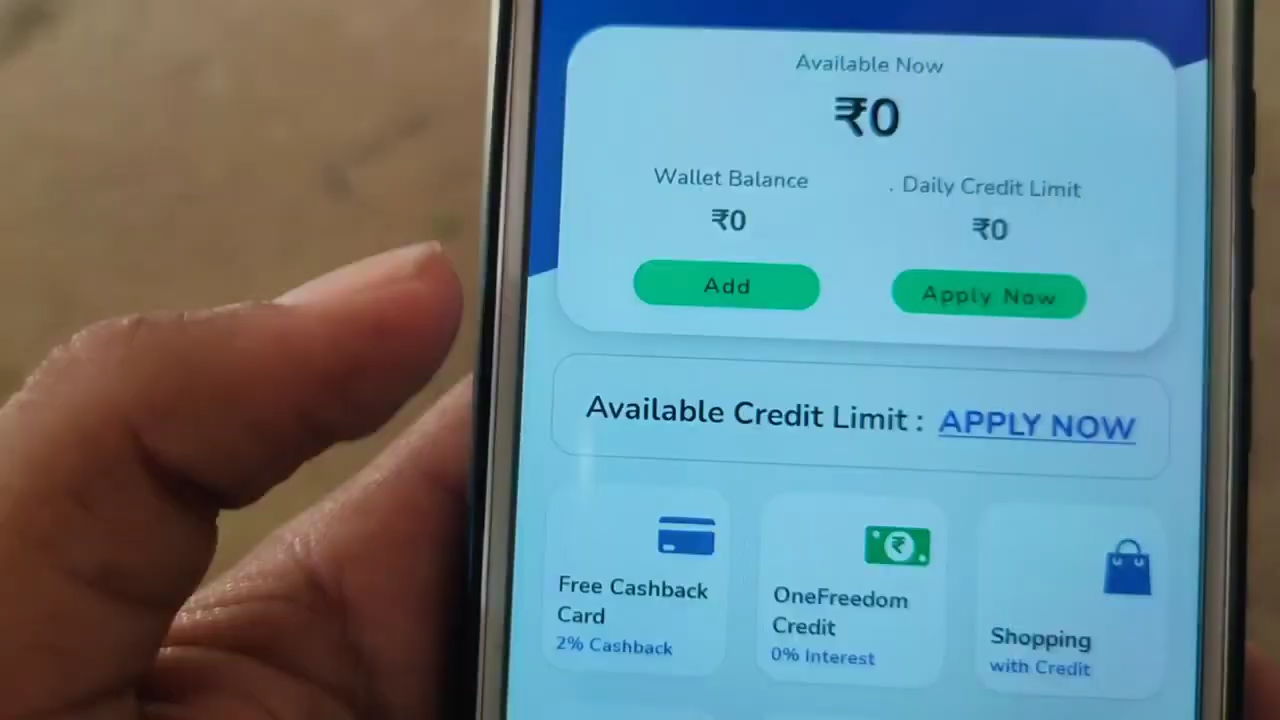 Available Now
₹0
Wallet Balance
. Daily Credit Limit
₹0
₹0
Add
Apply Now
Available Credit Limit : APPLY NOW
Free Cashback
Card
2% Cashback
₹
OneFreedom
Credit
0% Interest
Shopping
with Credit